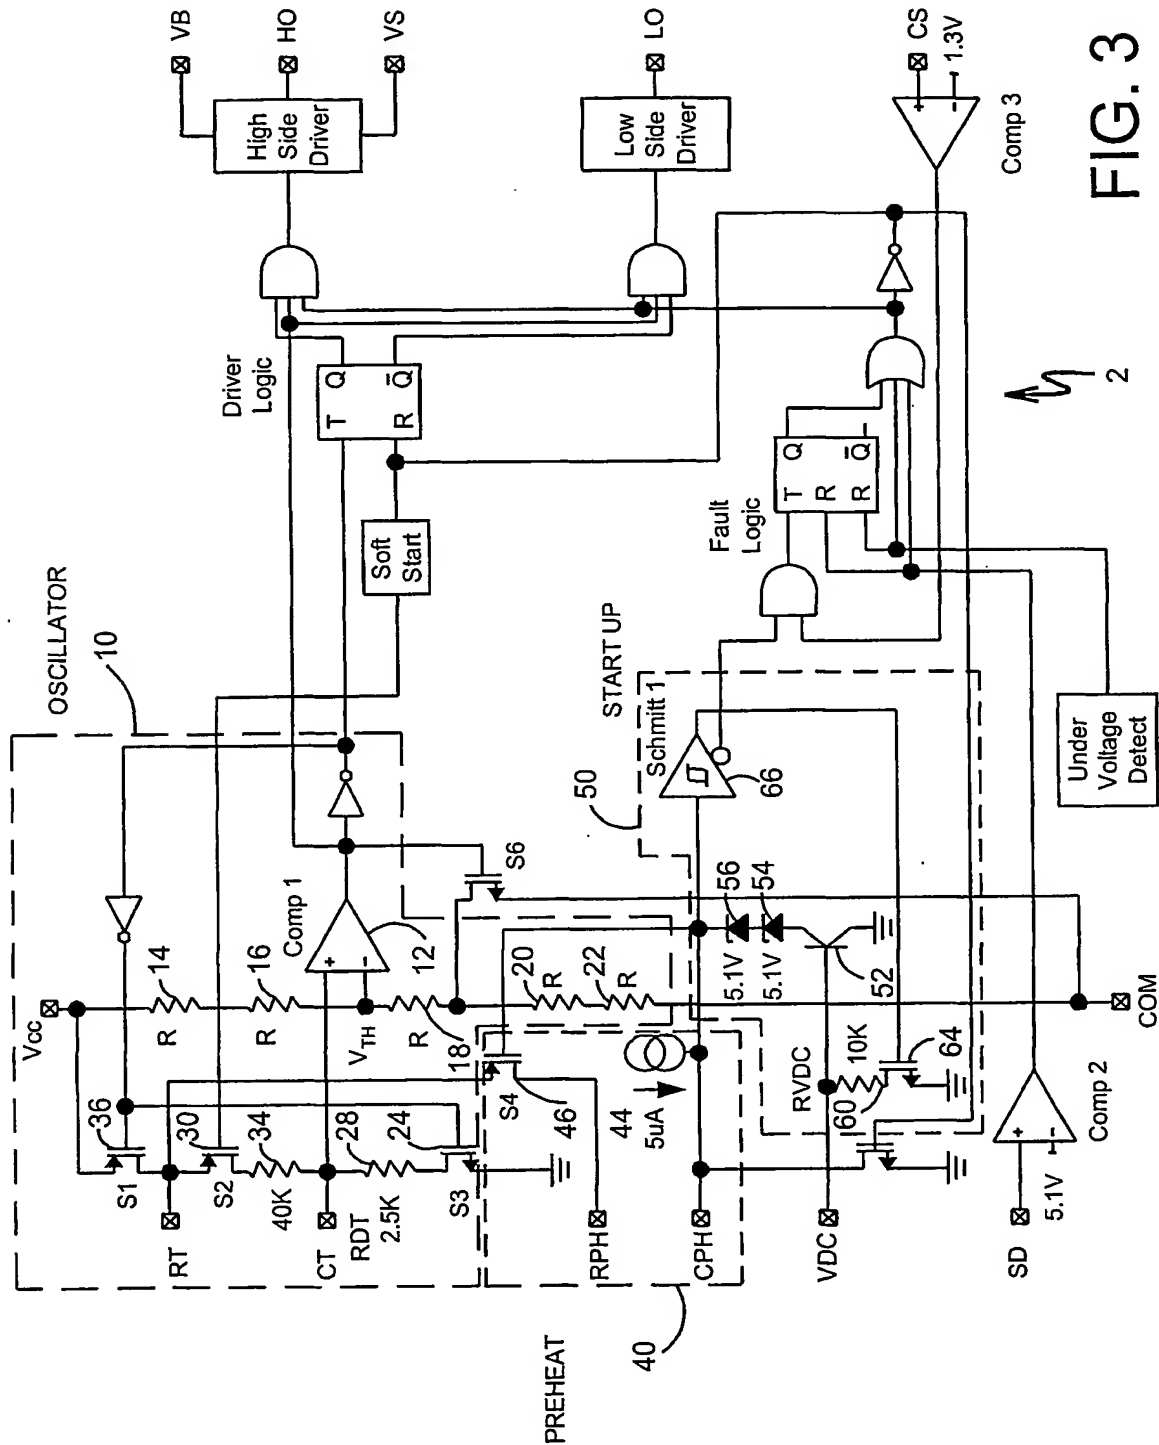 FIG. 3
VB
HO
VS
LO
CS
1.3V
High
Side
Driver
Low
Side
Driver
+
-
Comp 3
Driver
Logic
T
Q
R
Q
Soft
Start
Fault
Logic
T
Q
R
R
Q
2
OSCILLATOR
10
START UP
50
Schmitt 1
66
Under
Voltage
Detect
Comp 1
+
-
12
S6
Vcc
14
R
16
R
VTH
R
18
20
R
22
R
36
S1
30
S2
34
40K
28
RDT
2.5K
24
S3
RT
CT
S4
46
44
5uA
RPH
CPH
56
5.1V
54
5.1V
52
RVDC
10K
60
64
VDC
COM
SD
+
-
5.1V
Comp 2
PREHEAT
40